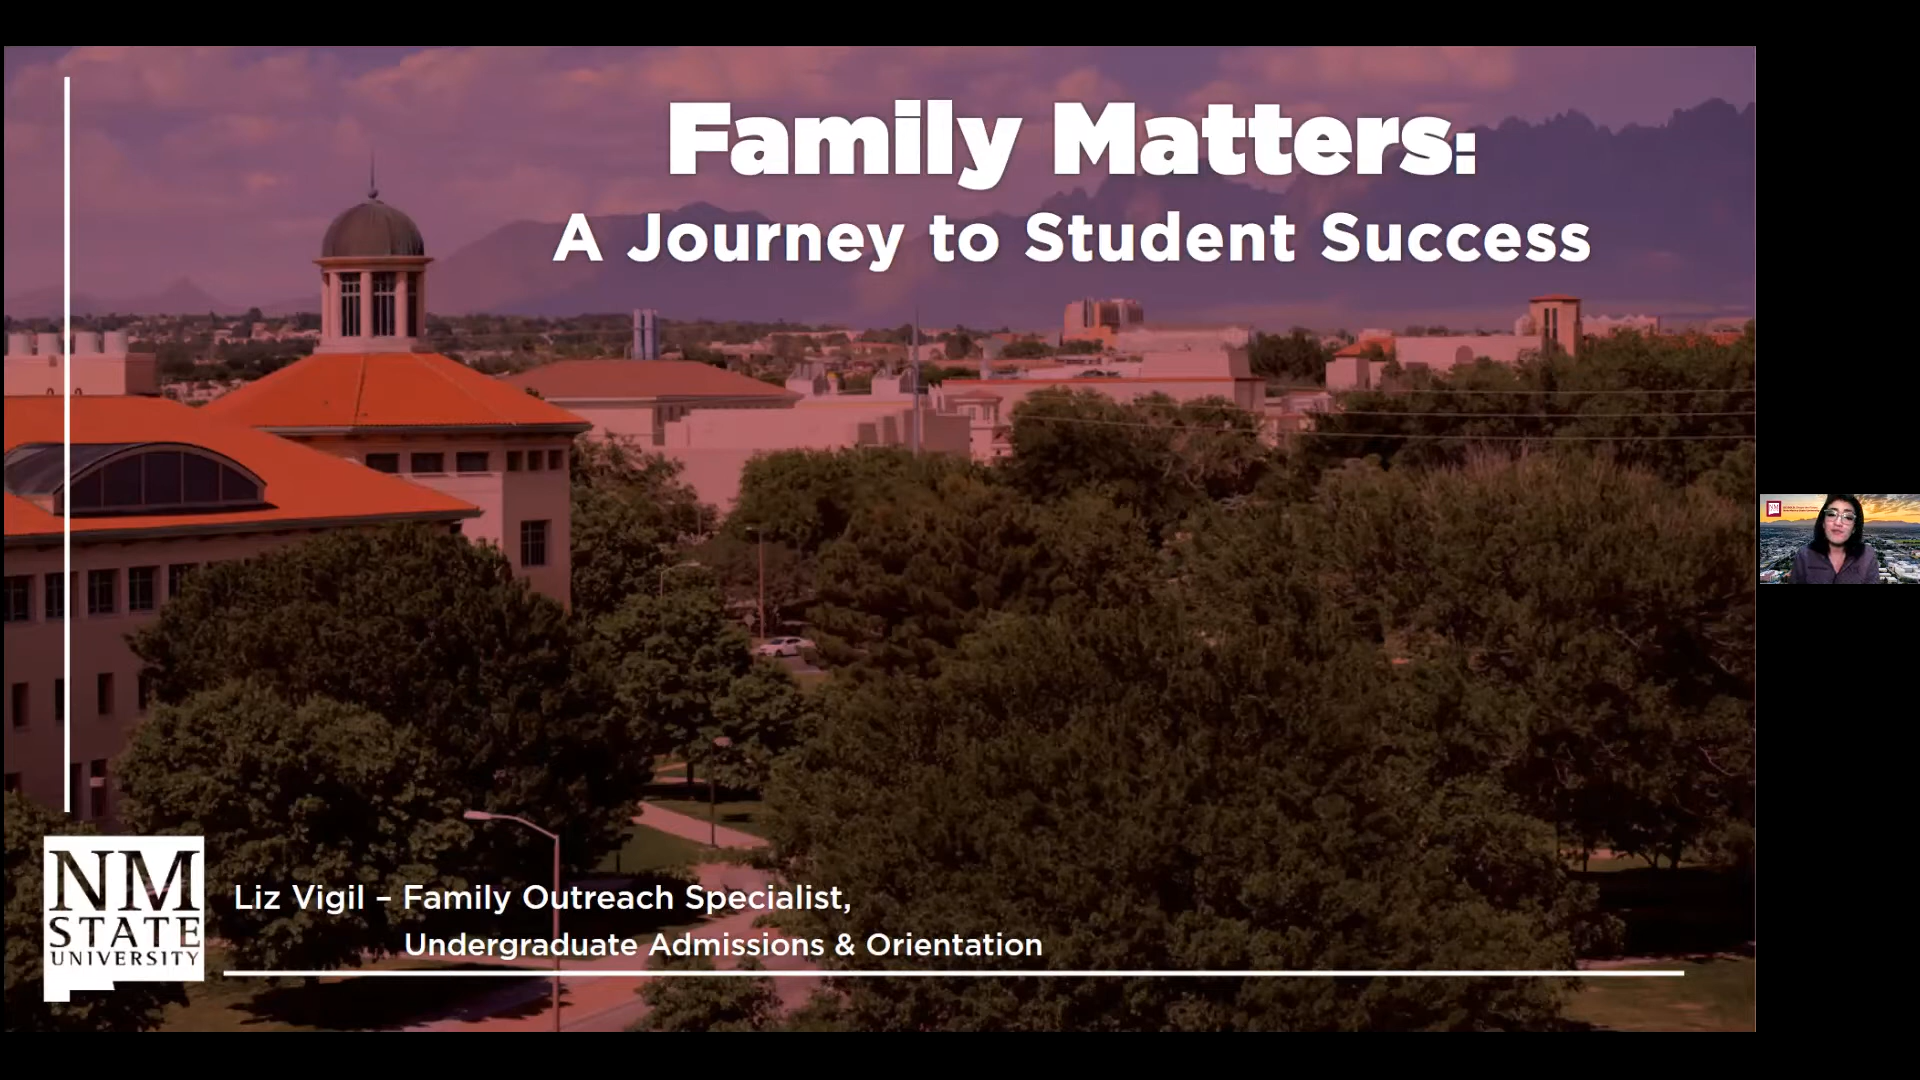 Family Matters:
A Journey to Student Success
NM
STATE
UNIVERSITY
Liz Vigil – Family Outreach Specialist,
Undergraduate Admissions & Orientation